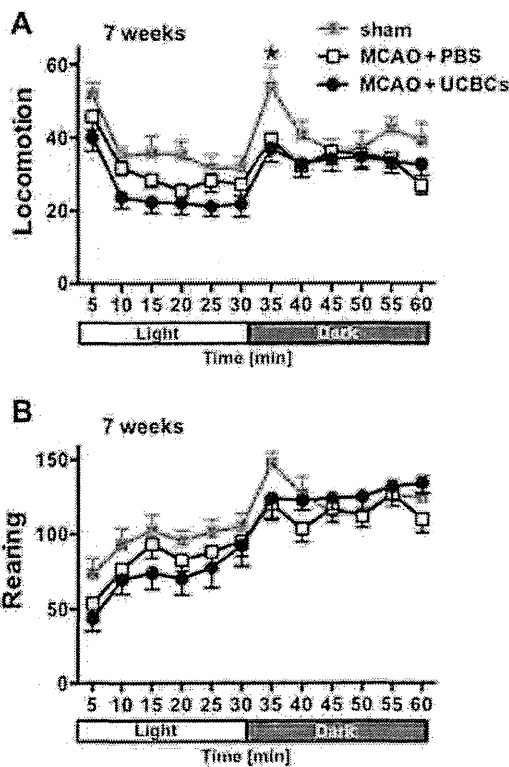 A
7 weeks
sham
MCAO+PBS
MCAO+UCBCs
*
Locomotion
60
40
20
0
5 10 15 20 25 30 35 40 45 50 55 60
Light Dark
Time [min]
B
7 weeks
Rearing
150
100
50
0
5 10 15 20 25 30 35 40 45 50 55 60
Light Dark
Time [min]